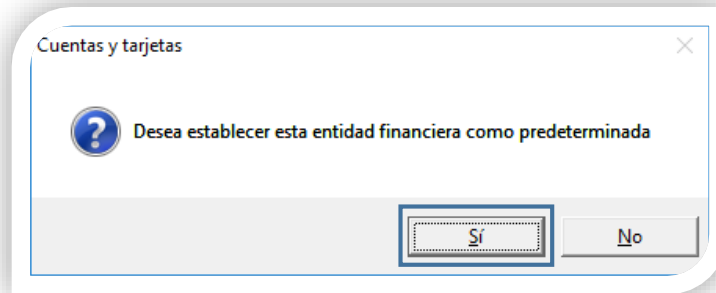 Cuentas y tarjetas
Desea establecer esta entidad financiera como predeterminada
Sí
No